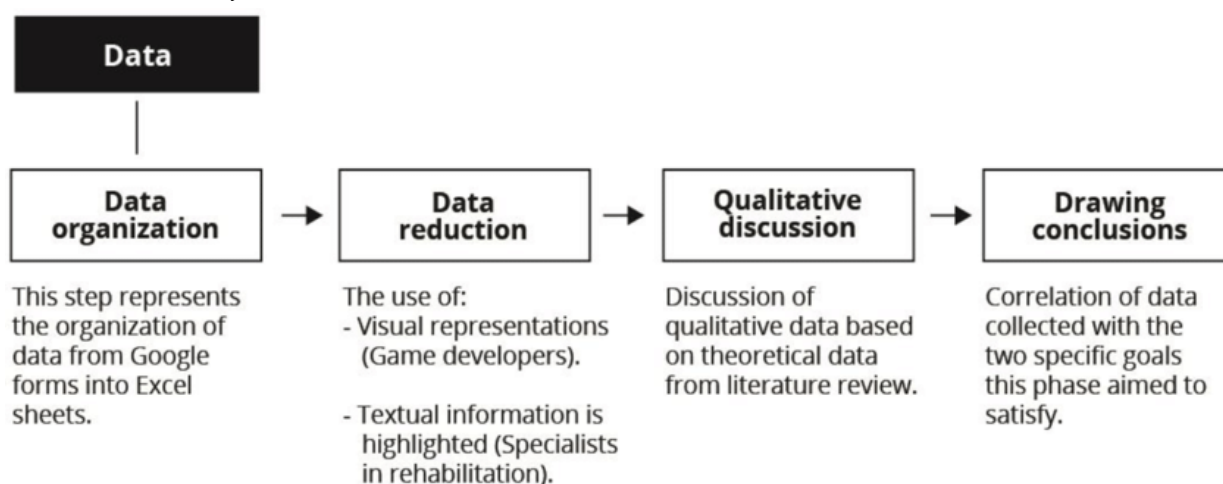 Data
Data
organization
This step represents
the organization of
data from Google
forms into Excel
sheets.
Data
reduction
The use of:
- Visual representations
(Game developers).
- Textual information is
highlighted (Specialists
in rehabilitation).
Qualitative
discussion
Discussion of
qualitative data based
on theoretical data
from literature review.
Drawing
conclusions
Correlation of data
collected with the
two specific goals
this phase aimed to
satisfy.